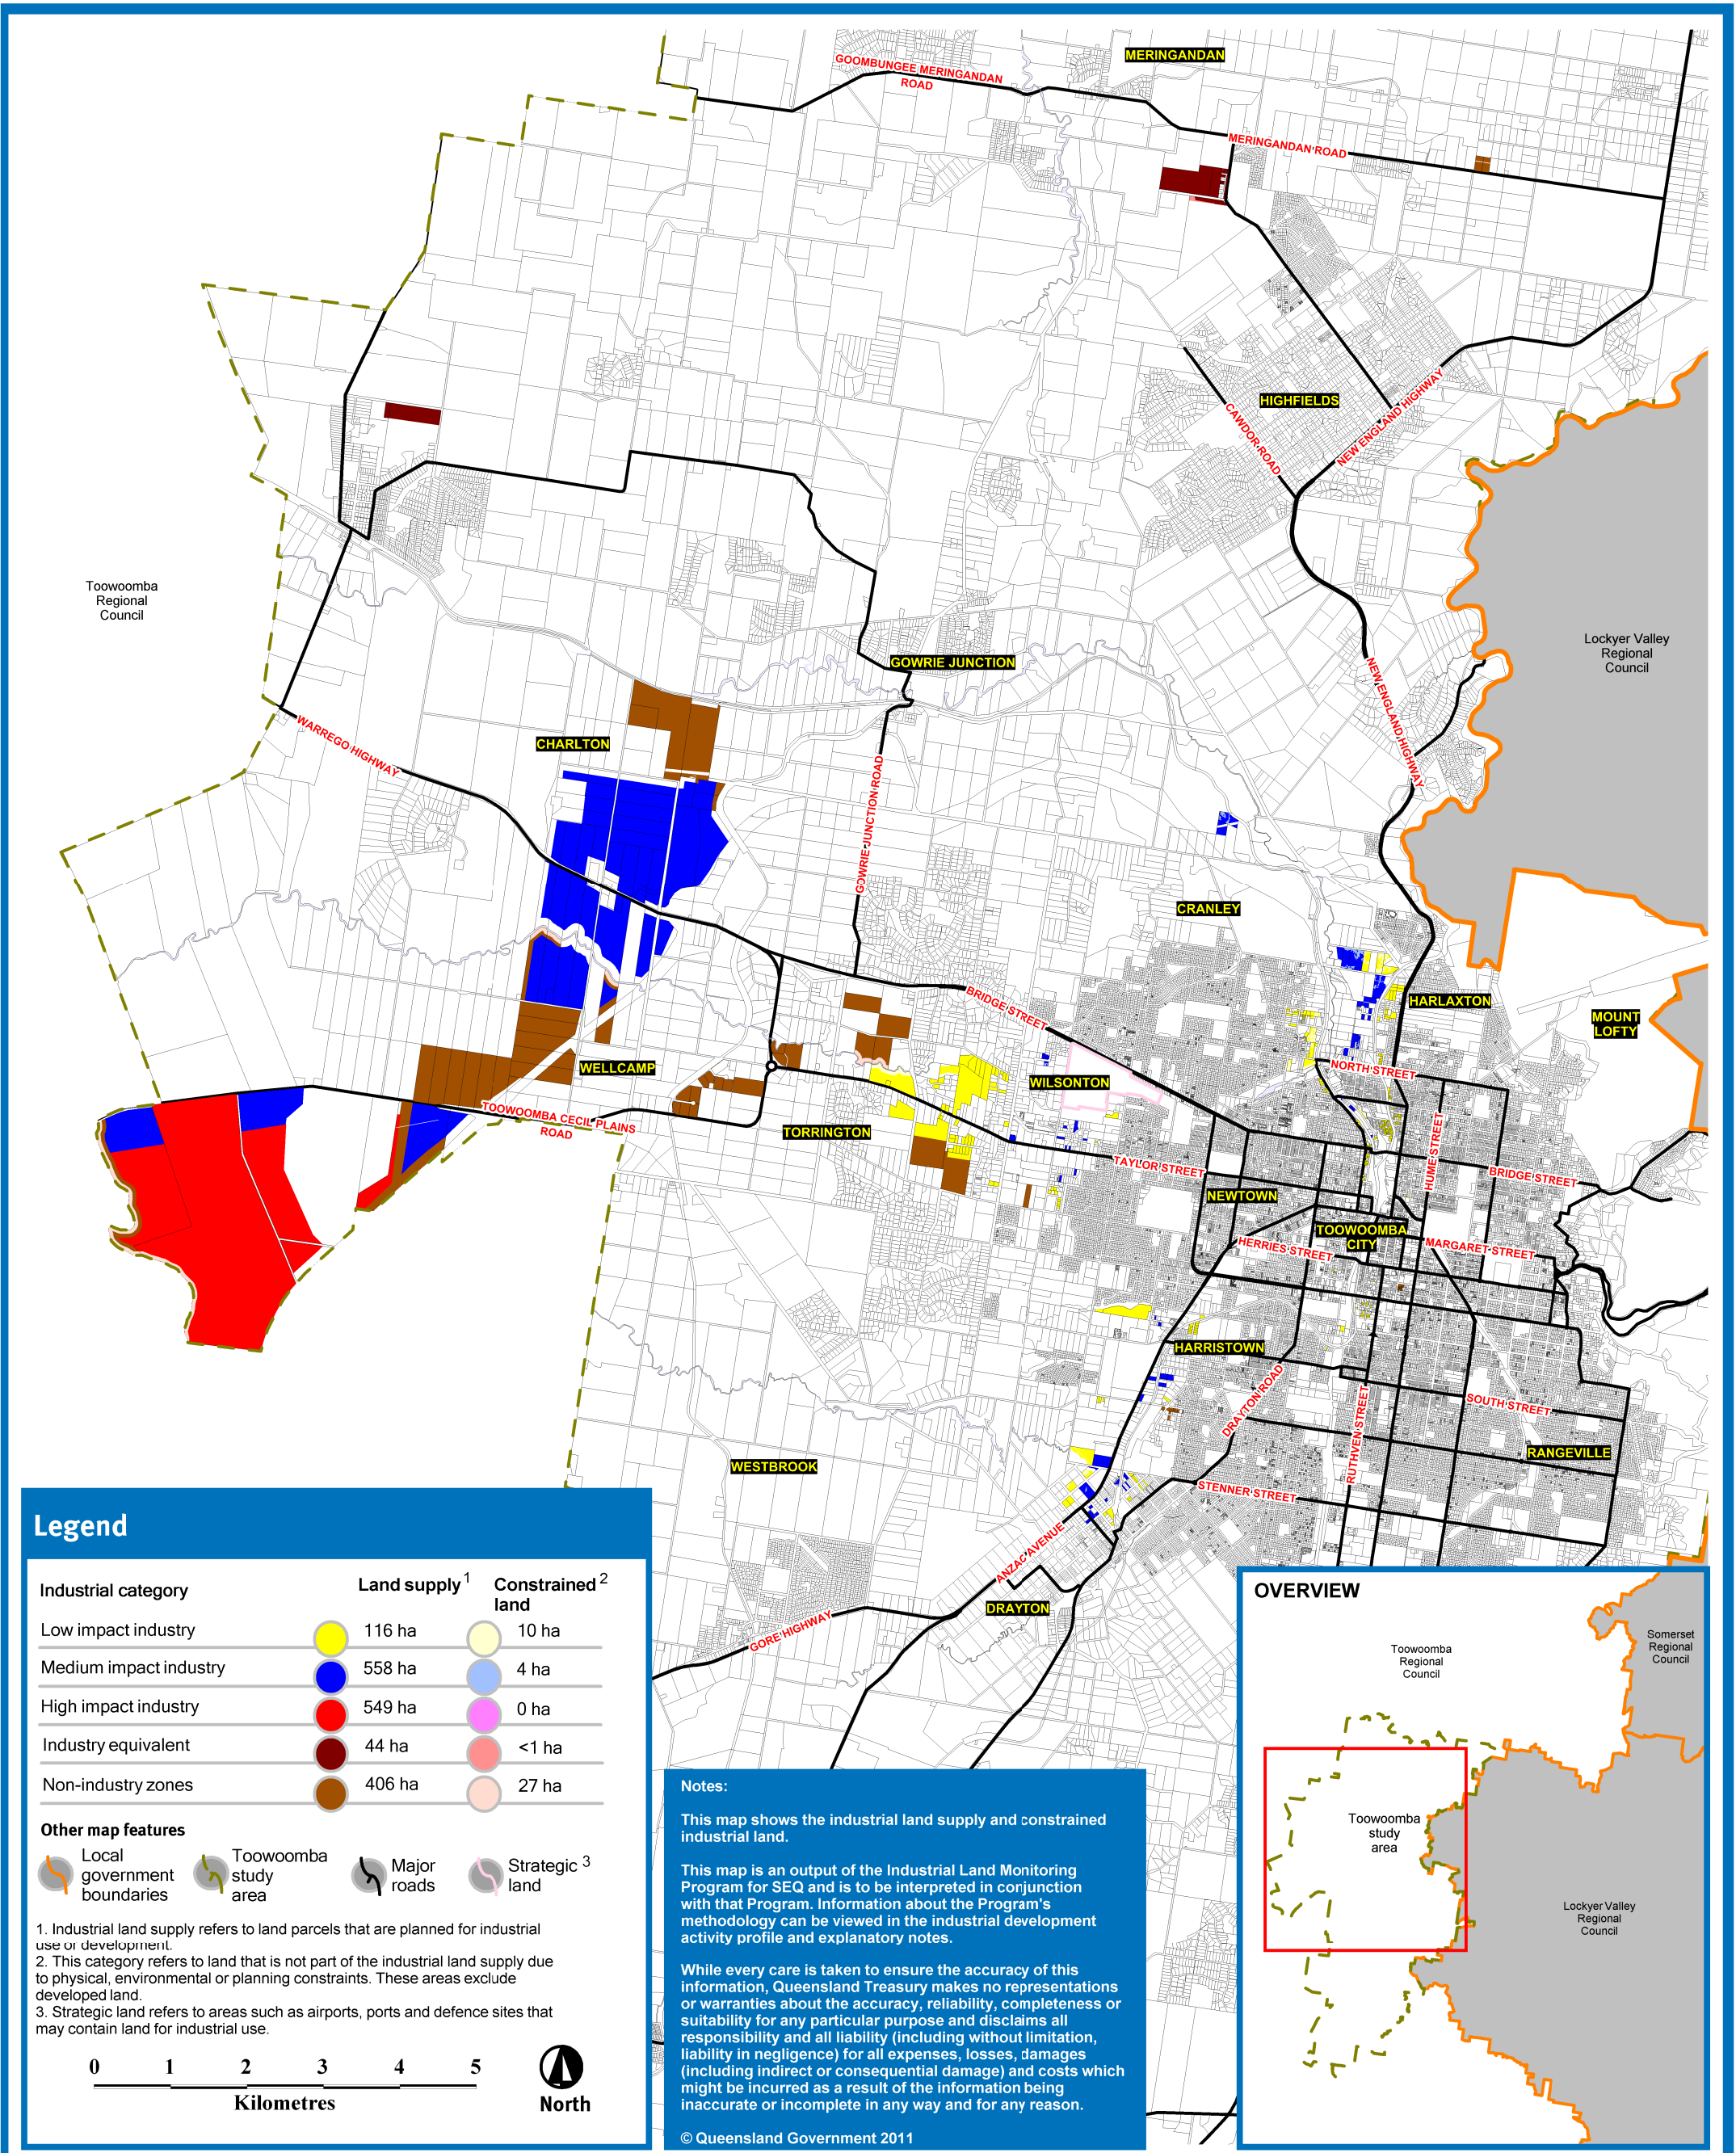 MERINGANDAN
GOOMBUNGEE MERINGANDAN
ROAD
MERINGANDAN ROAD
HIGHFIELDS
CAWDOR ROAD
NEW ENGLAND HIGHWAY
Toowoomba
Regional
Council
Lockyer Valley
Regional
Council
GOWRIE JUNCTION
NEW ENGLAND HIGHWAY
WARREGO HIGHWAY
CHARLTON
GOWRIE JUNCTION ROAD
CRANLEY
BRIDGE STREET
HARLAXTON
MOUNT
LOFTY
WELLCAMP
WILSONTON
NORTH STREET
TOOWOOMBA CECIL PLAINS
ROAD
TORRINGTON
HUME STREET
TAYLOR STREET
BRIDGE STREET
NEWTOWN
TOOWOOMBA
CITY
HERRIES STREET
MARGARET STREET
HARRISTOWN
DRAYTON ROAD
RUTHVEN STREET
SOUTH STREET
RANGEVILLE
WESTBROOK
STENNER STREET
ANZAC AVENUE
DRAYTON
GORE HIGHWAY
Legend
Industrial category
Land supply 1
Constrained 2
land
Low impact industry 116 ha 10 ha
Medium impact industry 558 ha 4 ha
High impact industry 549 ha 0 ha
Industry equivalent 44 ha <1 ha
Non-industry zones 406 ha 27 ha
Other map features
Local
government
boundaries
Toowoomba
study
area
Major
roads
Strategic 3
land
1. Industrial land supply refers to land parcels that are planned for industrial
use or development.
2. This category refers to land that is not part of the industrial land supply due
to physical, environmental or planning constraints. These areas exclude
developed land.
3. Strategic land refers to areas such as airports, ports and defence sites that
may contain land for industrial use.
0 1 2 3 4 5
Kilometres
North
Notes:
This map shows the industrial land supply and constrained
industrial land.
This map is an output of the Industrial Land Monitoring
Program for SEQ and is to be interpreted in conjunction
with that Program. Information about the Program's
methodology can be viewed in the industrial development
activity profile and explanatory notes.
While every care is taken to ensure the accuracy of this
information, Queensland Treasury makes no representations
or warranties about the accuracy, reliability, completeness or
suitability for any particular purpose and disclaims all
responsibility and all liability (including without limitation,
liability in negligence) for all expenses, losses, damages
(including indirect or consequential damage) and costs which
might be incurred as a result of the information being
inaccurate or incomplete in any way and for any reason.
© Queensland Government 2011
OVERVIEW
Somerset
Regional
Council
Toowoomba
Regional
Council
Toowoomba
study
area
Lockyer Valley
Regional
Council